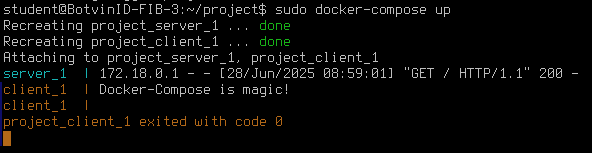 student@BotvinID-FIB-3:~/project$ sudo docker-compose up
Recreating project_server_1 ... done
Recreating project_client_1 ... done
Attaching to project_server_1, project_client_1
server_1  | 172.18.0.1 - - [28/Jun/2025 08:59:01] "GET / HTTP/1.1" 200 -
client_1  | Docker-Compose is magic!
client_1  |
project_client_1 exited with code 0